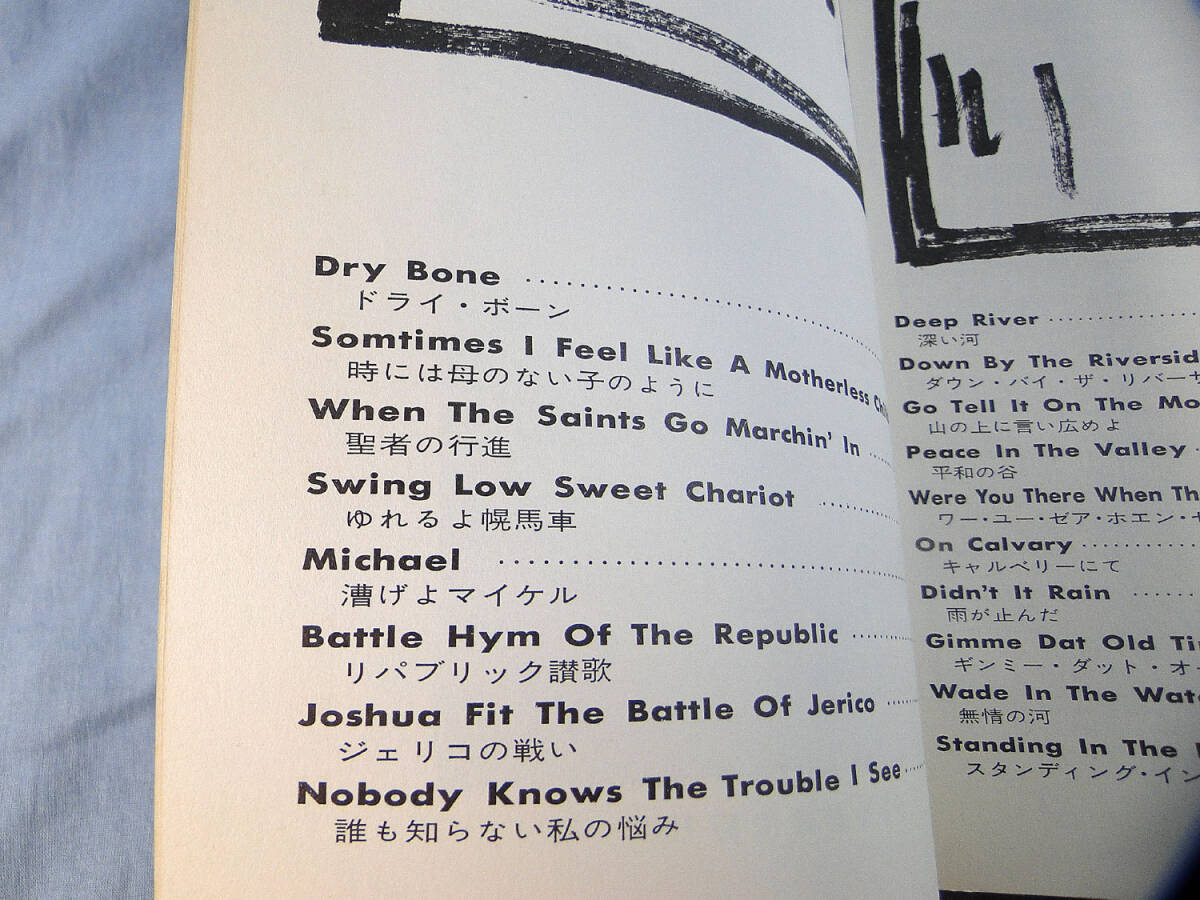 Dry Bone
ドライ・ボーン
Somtimes I Feel Like A Motherless
時には母のない子のように
When The Saints Go Marchin' In
聖者の行進
Swing Low Sweet Chariot
ゆれるよ幌馬車
Michael
漕げよマイケル
Battle Hym Of The Republic
リパブリック讃歌
Joshua Fit The Battle Of Jerico
ジェリコの戦い
Nobody Knows The Trouble I See
誰も知らない私の悩み
Deep River
深い河
Down By The Riversid
ダウン・バイ・ザ・リバーサ
Go Tell It On The Mo
山の上に言い広めよ
Peace In The Valley
平和の谷
Were You There When Th
ワー・ユー・ゼア・ホエン・
On Calvary
キャルベリーにて
Didn't It Rain
雨が止んだ
Gimme Dat Old Ti
ギンミー・ダット・オ
Wade In The Wat
無情の河
Standing In The
スタンディング・イン